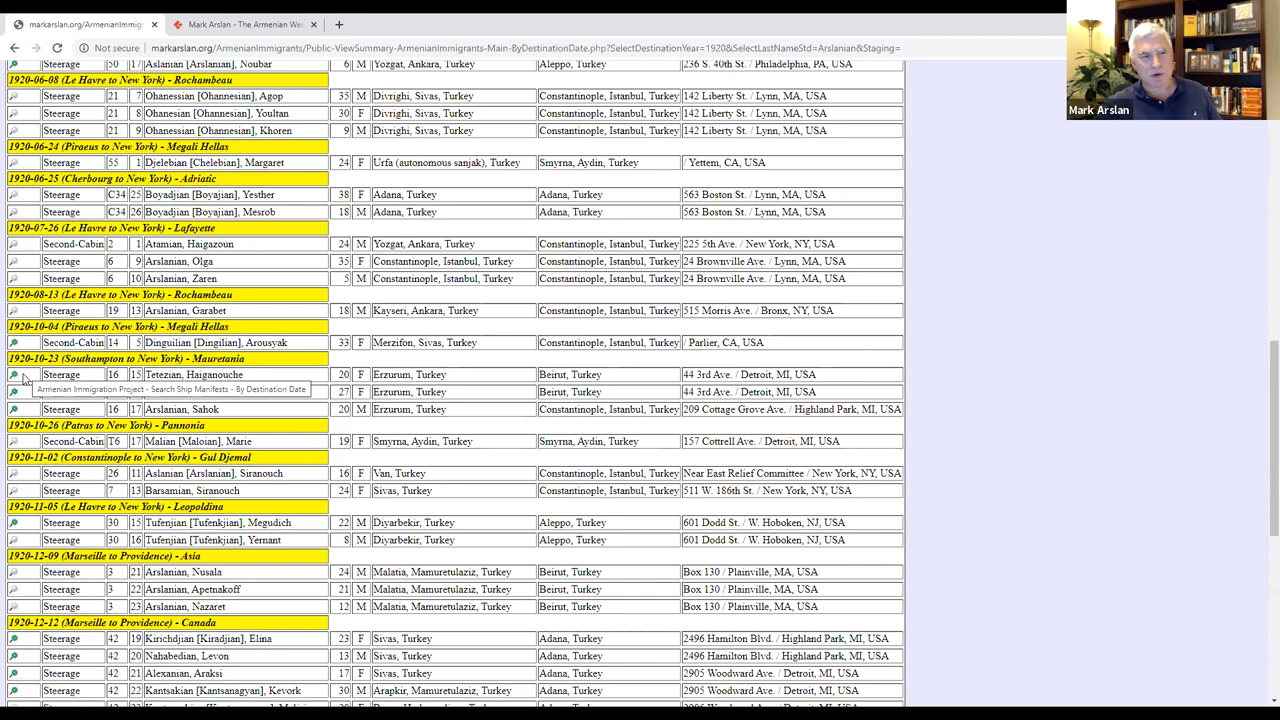 markarslan.org/ArmenianImmig
Mark Arslan - The Armenian We
Not secure
markarslan.org/ArmenianImmigrants/Public-ViewSummary-ArmenianImmigrants-Main-ByDestinationDate.php?SelectDestinationYear=1920&SelectLastNameStd=Arslanian&Staging=
Mark Arslan
Steerage 50 17 Aslanian [Arslanian], Noubar 6 M Yozgat, Ankara, Turkey Aleppo, Turkey 236 S. 40th / Philadelphia, PA, USA
1920-06-08 (Le Havre to New York) - Rochambeau
Steerage 21 7 Ohanessian [Ohannesian], Agop 35 M Divrighi, Sivas, Turkey Constantinople, Istanbul, Turkey 142 Liberty St. / Lynn, MA, USA
Steerage 21 8 Ohanesian [Ohannesian], Youltan 30 F Divrighi, Sivas, Turkey Constantinople, Istanbul, Turkey 142 Liberty St. / Lynn, MA, USA
Steerage 21 9 Ohanessian [Ohannesian], Khoren 9 M Divrighi, Sivas, Turkey Constantinople, Istanbul, Turkey 142 Liberty St. / Lynn, MA, USA
1920-06-24 (Piraeus to New York) - Megali Hellas
Steerage 55 1 Djelebian [Chelebian], Margaret 24 F Urfa (autonomous sanjak), Turkey Smyrna, Aydin, Turkey / Yettem, CA, USA
1920-06-25 (Cherbourg to New York) - Adriatic
Steerage C34 25 Boyadjian [Boyajian], Yesther 38 F Adana, Turkey Adana, Turkey 563 Boston St. / Lynn, MA, USA
Steerage C34 26 Boyadjian [Boyajian], Mesrob 18 M Adana, Turkey Adana, Turkey 563 Boston St. / Lynn, MA, USA
1920-07-26 (Le Havre to New York) - Lafayette
Second-Cabin 2 1 Atamian, Haigazoun 24 M Yozgat, Ankara, Turkey Constantinople, Istanbul, Turkey 225 5th Ave. / New York, NY, USA
Steerage 6 9 Arslanian, Olga 35 F Constantinople, Istanbul, Turkey Constantinople, Istanbul, Turkey 24 Brownville Ave. / Lynn, MA, USA
Steerage 6 10 Arslanian, Zaren 5 M Constantinople, Istanbul, Turkey Constantinople, Istanbul, Turkey 24 Brownville Ave. / Lynn, MA, USA
1920-08-13 (Le Havre to New York) - Rochambeau
Steerage 19 13 Arslanian, Garabet 18 M Kayseri, Ankara, Turkey Constantinople, Istanbul, Turkey 515 Morris Ave. / Bronx, NY, USA
1920-10-04 (Piraeus to New York) - Megali Hellas
Second-Cabin 14 5 Dinguilian [Dingilian], Arousyak 33 F Merzifon, Sivas, Turkey Constantinople, Istanbul, Turkey / Parlier, CA, USA
1920-10-23 (Southampton to New York) - Mauretania
Steerage 16 15 Tetezian, Haiganouche 20 F Erzurum, Turkey Beirut, Turkey 44 3rd Ave. / Detroit, MI, USA
Armenian Immigration Project - Search Ship Manifests - By Destination Date 27 F Erzurum, Turkey Beirut, Turkey 44 3rd Ave. / Detroit, MI, USA
Steerage 16 17 Arslanian, Sahok 20 M Erzurum, Turkey Beirut, Turkey 209 Cottage Grove Ave. / Highland Park, MI, USA
1920-10-26 (Patras to New York) - Pannonia
Second-Cabin T6 17 Malian [Maloian], Marie 19 F Smyrna, Aydin, Turkey Smyrna, Aydin, Turkey 157 Cottrell Ave. / Detroit, MI, USA
1920-11-02 (Constantinople to New York) - Gul Djemal
Steerage 26 11 Aslanian [Arslanian], Siranouch 16 F Van, Turkey Constantinople, Istanbul, Turkey Near East Relief Committee / New York, NY, USA
Steerage 7 13 Barsamian, Siranouch 24 F Sivas, Turkey Constantinople, Istanbul, Turkey 511 W. 186th St. / New York, NY, USA
1920-11-05 (Le Havre to New York) - Leopoldina
Steerage 30 15 Tufenjian [Tufenkjian], Megudich 22 M Diyarbekir, Turkey Aleppo, Turkey 601 Dodd St. / W. Hoboken, NJ, USA
Steerage 30 16 Tufenjian [Tufenkjian], Yernant 8 M Diyarbekir, Turkey Aleppo, Turkey 601 Dodd St. / W. Hoboken, NJ, USA
1920-12-09 (Marseille to Providence) - Asia
Steerage 3 21 Arslanian, Nusala 24 M Malatia, Mamuretulaziz, Turkey Beirut, Turkey Box 130 / Plainville, MA, USA
Steerage 3 22 Arslanian, Apetnakoff 21 M Malatia, Mamuretulaziz, Turkey Beirut, Turkey Box 130 / Plainville, MA, USA
Steerage 3 23 Arslanian, Nazaret 12 M Malatia, Mamuretulaziz, Turkey Beirut, Turkey Box 130 / Plainville, MA, USA
1920-12-12 (Marseille to Providence) - Canada
Steerage 42 19 Kirichdjian [Kiradjian], Elina 23 F Sivas, Turkey Adana, Turkey 2496 Hamilton Blvd. / Highland Park, MI, USA
Steerage 42 20 Nahabedian, Levon 13 M Sivas, Turkey Adana, Turkey 2496 Hamilton Blvd. / Highland Park, MI, USA
Steerage 42 21 Alexanian, Araksi 17 F Sivas, Turkey Adana, Turkey 2905 Woodward Ave. / Detroit, MI, USA
Steerage 42 22 Kantsakian [Kantsanagyan], Kevork 30 M Arapkir, Mamuretulaziz, Turkey Adana, Turkey 2905 Woodward Ave. / Detroit, MI, USA